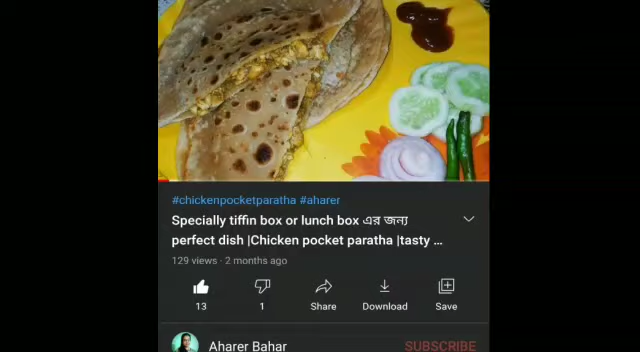 #chickenpocketparatha #aharer
Specially tiffin box or lunch box এর জন্য
perfect dish |Chicken pocket paratha |tasty ...
129 views · 2 months ago
13
1
Share
Download
Save
Aharer Bahar
SUBSCRIBE